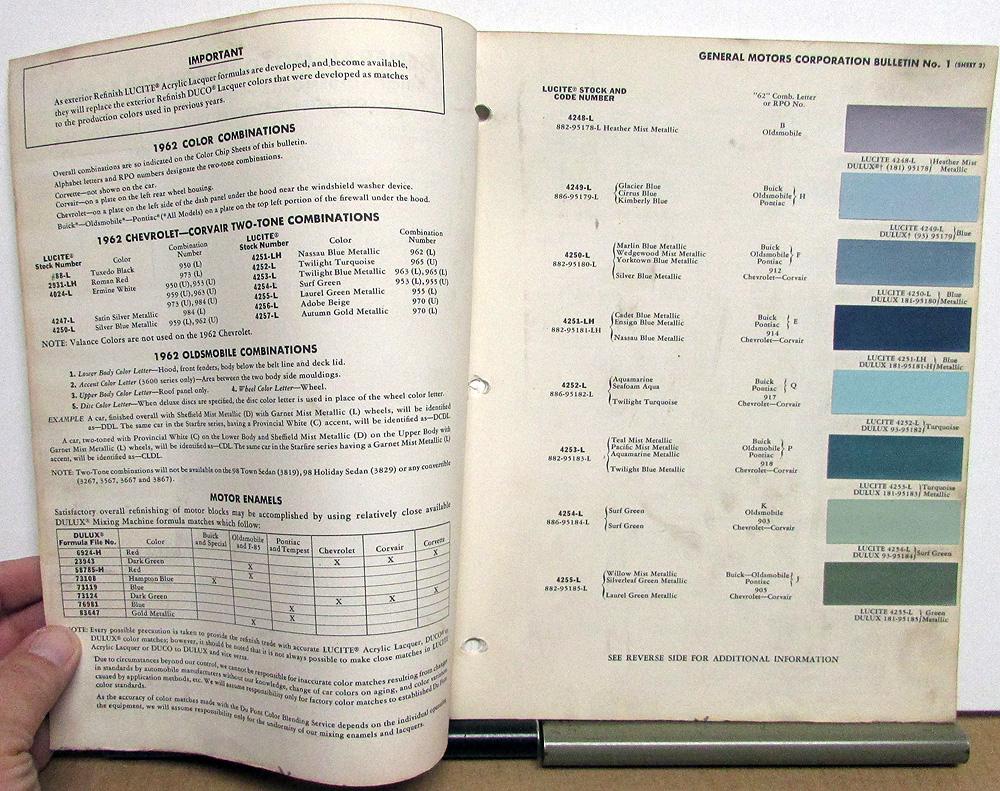 IMPORTANT
As exterior Refinish LUCITE® Acrylic Lacquer formulas are developed, and become available,
they will replace the exterior Refinish DUCO® Lacquer colors that were developed as matches
to the production colors used in previous years.
1962 COLOR COMBINATIONS
Overall combinations are so indicated on the Color Chip Sheets of this bulletin.
Alphabet letters and RPO numbers designate the two-tone combinations.
Corvette—not shown on the car.
Corvair—on a plate on the left rear wheel housing.
Chevrolet—on a plate on the left side of the dash panel under the hood near the windshield washer device.
Buick*—Oldsmobile*—Pontiac*(*All Models) on a plate on the top left portion of the firewall under the hood.
1962 CHEVROLET—CORVAIR TWO-TONE COMBINATIONS
LUCITE® Stock Number Color Combination Number
88-L Tuxedo Black 950 (L)
2931-LH Roman Red 973 (L)
4024-L Ermine White 950 (U), 953 (U)
959 (U), 963 (U)
973 (U), 984 (U)
4247-L Satin Silver Metallic 984 (L)
4250-L Silver Blue Metallic 959 (L), 962 (U)
LUCITE® Stock Number Color Combination Number
4251-LH Nassau Blue Metallic 962 (L)
4252-L Twilight Turquoise 965 (U)
4253-L Twilight Blue Metallic 963 (L), 965 (L)
4254-L Surf Green 953 (L), 955 (U)
4255-L Laurel Green Metallic 955 (L)
4256-L Adobe Beige 970 (U)
4257-L Autumn Gold Metallic 970 (L)
NOTE: Valance Colors are not used on the 1962 Chevrolet.
1962 OLDSMOBILE COMBINATIONS
1. Lower Body Color Letter—Hood, front fenders, body below the belt line and deck lid.
2. Accent Color Letter (3600 series only)—Area between the two body side mouldings.
3. Upper Body Color Letter—Roof panel only. 4. Wheel Color Letter—Wheel.
5. Disc Color Letter—When deluxe discs are specified, the disc color letter is used in place of the wheel color letter.
EXAMPLE A car, finished overall with Sheffield Mist Metallic (D) with Garnet Mist Metallic (L) wheels, will be identified
as—DDL. The same car in the Starfire series, having a Provincial White (C) accent, will be identified as—DCDL
A car, two-toned with Provincial White (C) on the Lower Body and Sheffield Mist Metallic (D) on the Upper Body with
Garnet Mist Metallic (L) wheels, will be identified as—CDL. The same car in the Starfire series having a Garnet Mist Metallic (L)
accent, will be identified as—CLDL.
NOTE: Two-Tone combinations will not be available on the 98 Town Sedan (3819), 98 Holiday Sedan (3829) or any convertible
(3267, 3567, 3667 and 3867).
MOTOR ENAMELS
Satisfactory overall refinishing of motor blocks may be accomplished by using relatively close available
DULUX® Mixing Machine formula matches which follow:
DULUX® Formula File No. Color Buick and Special Oldsmobile and F-85 Pontiac and Tempest Chevrolet Corvair Corvette
6924-H Red X
23943 Dark Green X X
58785-H Red X
73108 Hampton Blue X
73119 Blue X
73124 Dark Green X X X
76981 Blue X
83647 Gold Metallic X X
NOTE: Every possible precaution is taken to provide the refinish trade with accurate LUCITE® Acrylic Lacquer, DUCO® or
DULUX® color matches; however, it should be noted that it is not always possible to make close matches in LUCITE
Acrylic Lacquer or DUCO to DULUX and vice versa.
Due to circumstances beyond our control, we cannot be responsible for inaccurate color matches resulting from changes
in standards by automobile manufacturers without our knowledge, change of car colors on aging, and color variations
caused by application methods, etc. We will assume responsibility only for factory color matches to established Du Pont
color standards.
As the accuracy of color matches made with the Du Pont Color Blending Service depends on the individual operating
the equipment, we will assume responsibility only for the uniformity of our mixing enamels and lacquers.
GENERAL MOTORS CORPORATION BULLETIN No. 1 (SHEET 2)
LUCITE® STOCK AND CODE NUMBER "62" Comb. Letter or RPO No.
4248-L B
882-95178-L Heather Mist Metallic Oldsmobile
LUCITE 4248-L Heather Mist
DULUX®† (181) 95178 Metallic
4249-L Glacier Blue Buick
886-95179-L Cirrus Blue Oldsmobile H
Kimberly Blue Pontiac
LUCITE 4249-L
DULUX† (93) 95179 Blue
4250-L Marlin Blue Metallic Buick
882-95180-L Wedgewood Mist Metallic Oldsmobile F
Yorktown Blue Metallic Pontiac
912
Silver Blue Metallic Chevrolet—Corvair
LUCITE 4250-L Blue
DULUX 181-95180 Metallic
4251-LH Cadet Blue Metallic Buick
882-95181-LH Ensign Blue Metallic Pontiac E
914
Nassau Blue Metallic Chevrolet—Corvair
LUCITE 4251-LH Blue
DULUX 181-95181-H Metallic
4252-L Aquamarine Buick
886-95182-L Seafoam Aqua Pontiac Q
917
Twilight Turquoise Chevrolet—Corvair
LUCITE 4252-L
DULUX 93-95182 Turquoise
4253-L Teal Mist Metallic Buick
882-95183-L Pacific Mist Metallic Oldsmobile P
Aquamarine Metallic Pontiac
918
Twilight Blue Metallic Chevrolet—Corvair
LUCITE 4253-L Turquoise
DULUX 181-95183 Metallic
4254-L Surf Green K
886-95184-L Oldsmobile
903
Surf Green Chevrolet—Corvair
LUCITE 4254-L
DULUX 93-95184 Surf Green
4255-L Willow Mist Metallic Buick—Oldsmobile
882-95185-L Silverleaf Green Metallic Pontiac J
905
Laurel Green Metallic Chevrolet—Corvair
LUCITE 4255-L Green
DULUX 181-95185 Metallic
SEE REVERSE SIDE FOR ADDITIONAL INFORMATION